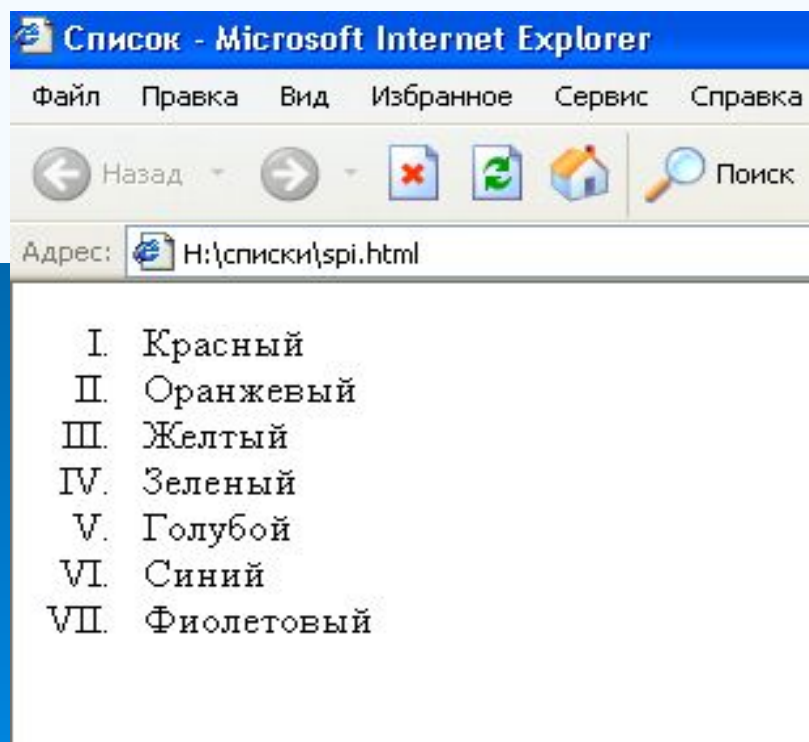 Список - Microsoft Internet Explorer
Файл Правка Вид Избранное Сервис Справка
Назад Поиск
Адрес: H:\списки\spi.html
I. Красный
II. Оранжевый
III. Желтый
IV. Зеленый
V. Голубой
VI. Синий
VII. Фиолетовый